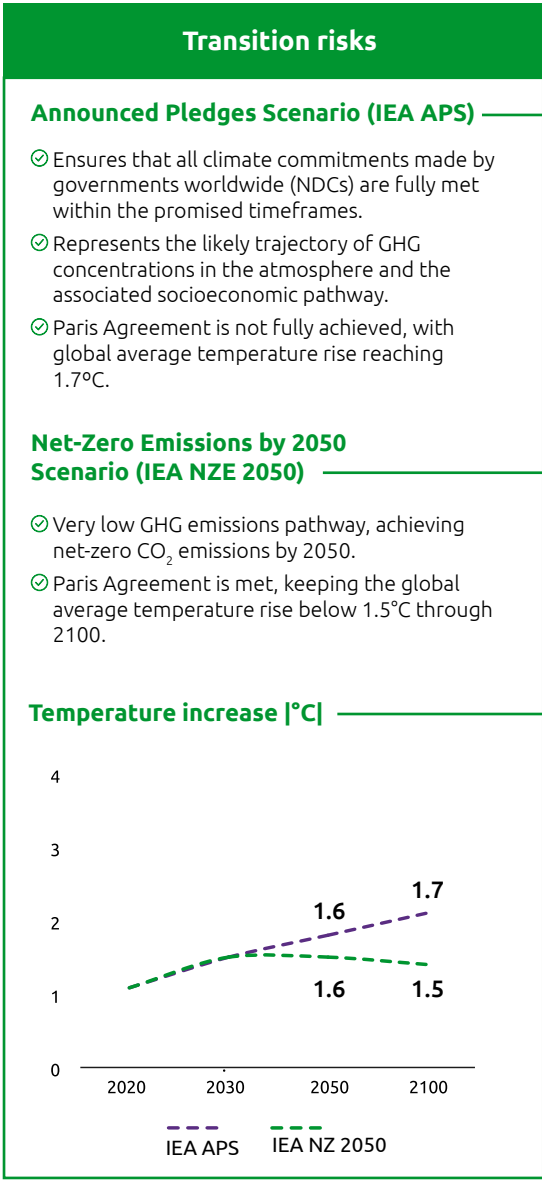 Transition risks
Announced Pledges Scenario (IEA APS)
Ensures that all climate commitments made by
governments worldwide (NDCs) are fully met
within the promised timeframes.
Represents the likely trajectory of GHG
concentrations in the atmosphere and the
associated socioeconomic pathway.
Paris Agreement is not fully achieved, with
global average temperature rise reaching
1.7ºC.
Net-Zero Emissions by 2050
Scenario (IEA NZE 2050)
Very low GHG emissions pathway, achieving
net-zero CO₂ emissions by 2050.
Paris Agreement is met, keeping the global
average temperature rise below 1.5°C through
2100.
Temperature increase |°C|
4
3
2
1
0
1.6
1.7
1.6
1.5
2020
2030
2050
2100
IEA APS
IEA NZ 2050